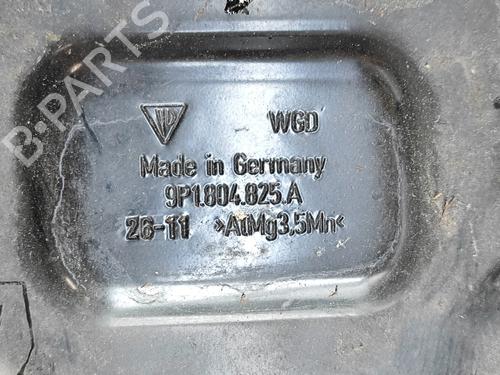 B-PARTS
WGD
Made in Germany
9P1.804.825.A
26-11 >AlMg3.5Mn<